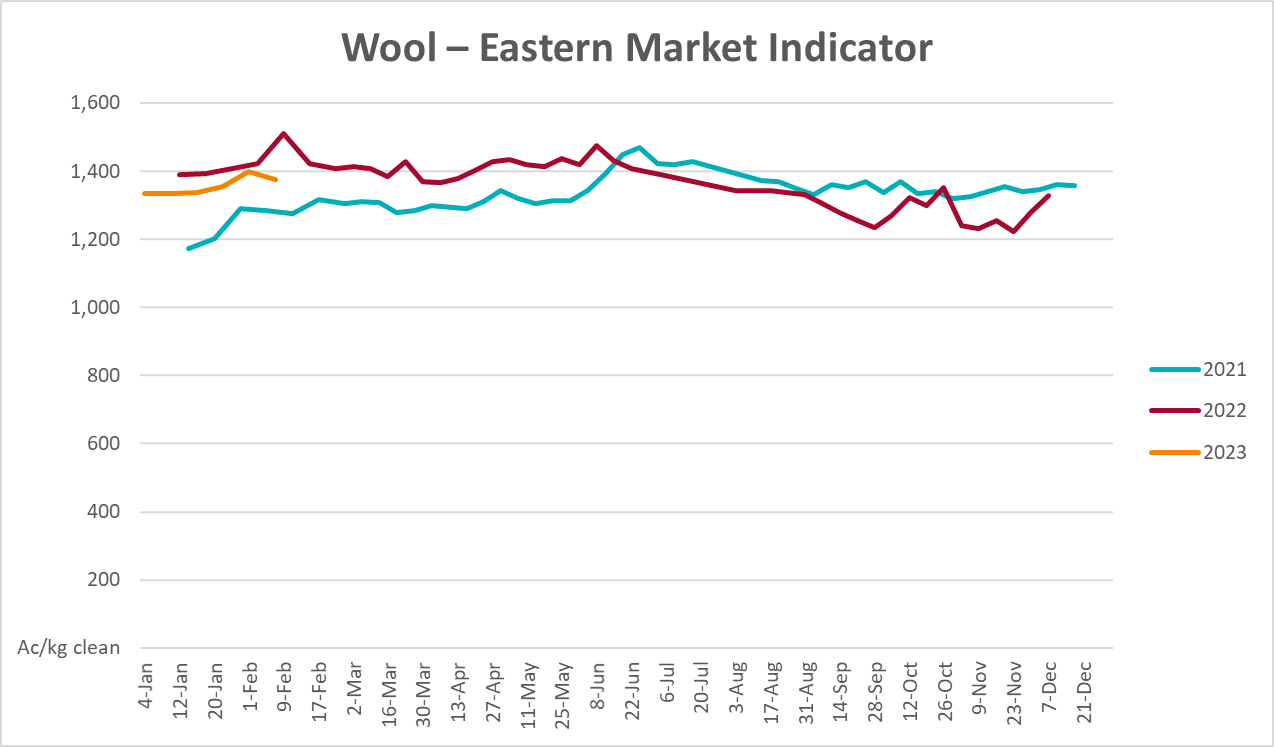 Wool – Eastern Market Indicator
1,600
1,400
1,200
1,000
800
600
400
200
Ac/kg clean
4-Jan
12-Jan
20-Jan
1-Feb
9-Feb
17-Feb
2-Mar
16-Mar
30-Mar
13-Apr
27-Apr
11-May
25-May
8-Jun
22-Jun
6-Jul
20-Jul
3-Aug
17-Aug
31-Aug
14-Sep
28-Sep
12-Oct
26-Oct
9-Nov
23-Nov
7-Dec
21-Dec
2021
2022
2023